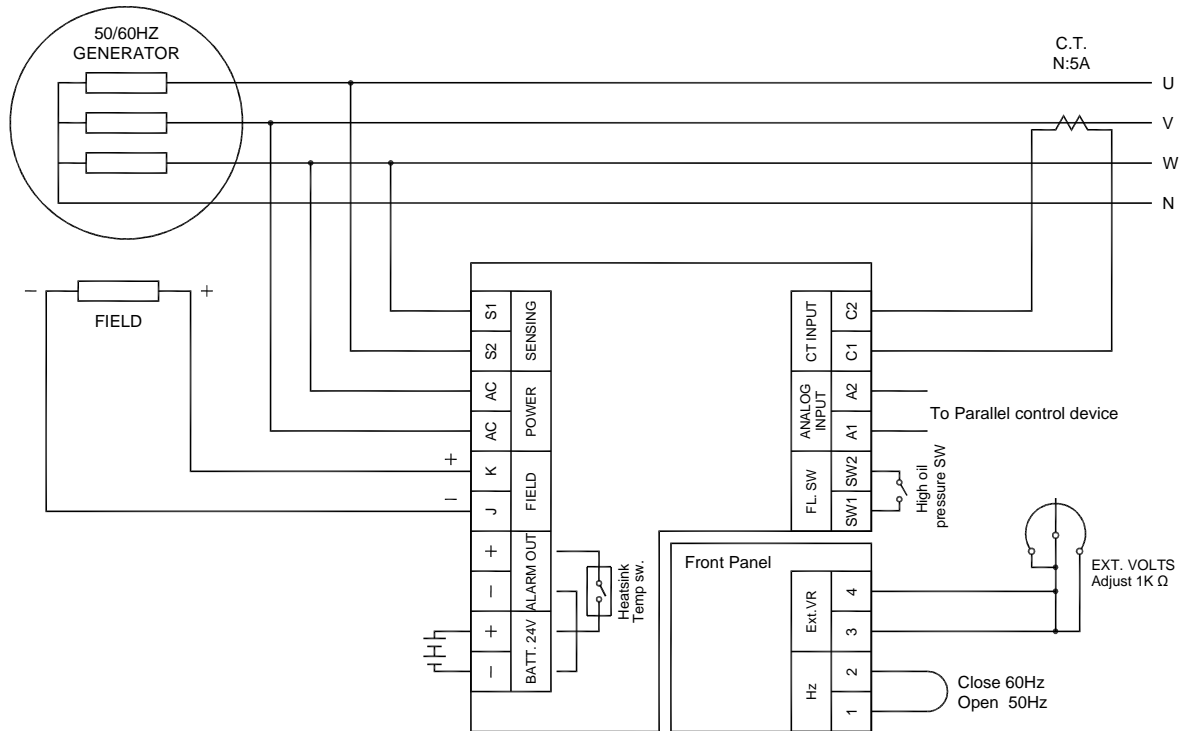 50/60HZ
GENERATOR
C.T.
N:5A
U
V
W
N
− +
FIELD
S1
S2
SENSING
AC
AC
POWER
+
K
−
J
FIELD
+
−
ALARM OUT
+
−
BATT. 24V
Heatsink
Temp sw.
CT INPUT
C2
C1
ANALOG
INPUT
A2
A1
To Parallel control device
FL. SW
SW2
SW1
High oil
pressure SW
Front Panel
Ext.VR
4
3
EXT. VOLTS
Adjust 1K Ω
Hz
2
1
Close 60Hz
Open 50Hz